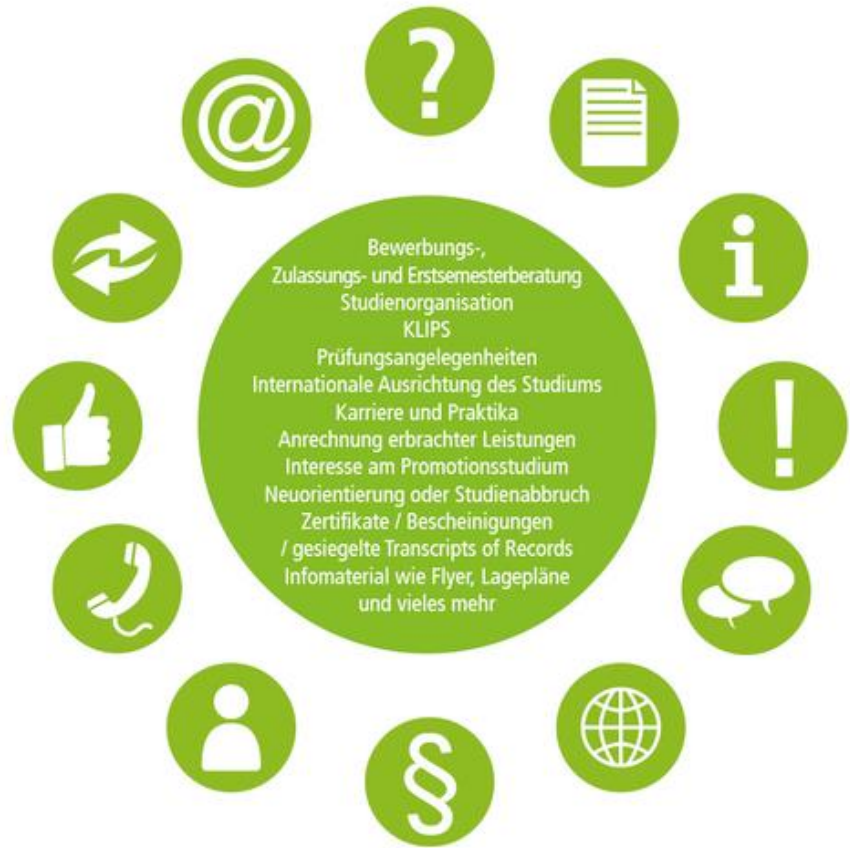 ?
@
i
!
§
Bewerbungs-,
Zulassungs- und Erstsemesterberatung
Studienorganisation
KLIPS
Prüfungsangelegenheiten
Internationale Ausrichtung des Studiums
Karriere und Praktika
Anrechnung erbrachter Leistungen
Interesse am Promotionsstudium
Neuorientierung oder Studienabbruch
Zertifikate / Bescheinigungen
/ gesiegelte Transcripts of Records
Infomaterial wie Flyer, Lagepläne
und vieles mehr